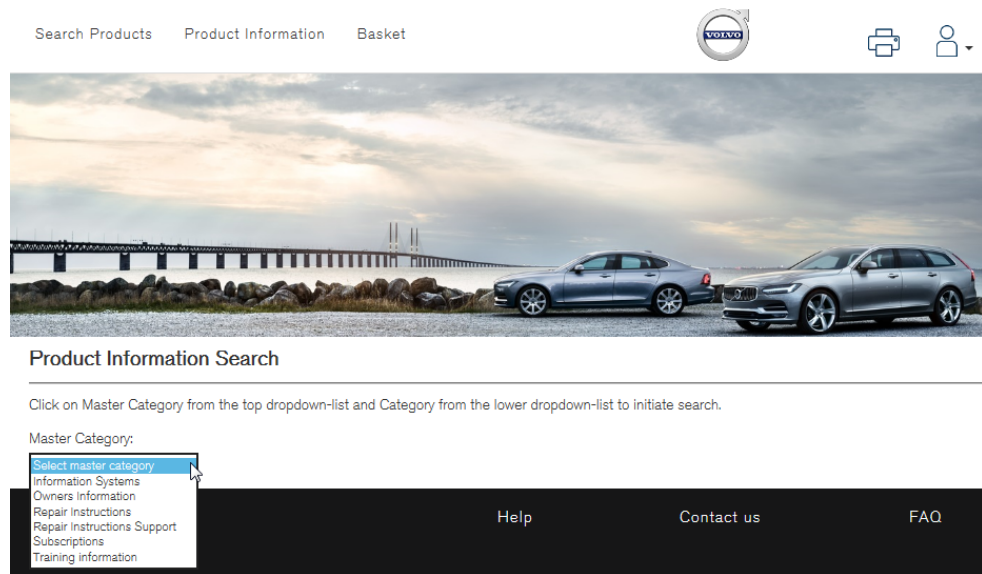 Search Products Product Information Basket
VOLVO
Product Information Search
Click on Master Category from the top dropdown-list and Category from the lower dropdown-list to initiate search.
Master Category:
Select master category
Information Systems
Owners Information
Repair Instructions
Repair Instructions Support
Subscriptions
Training information
Help Contact us FAQ